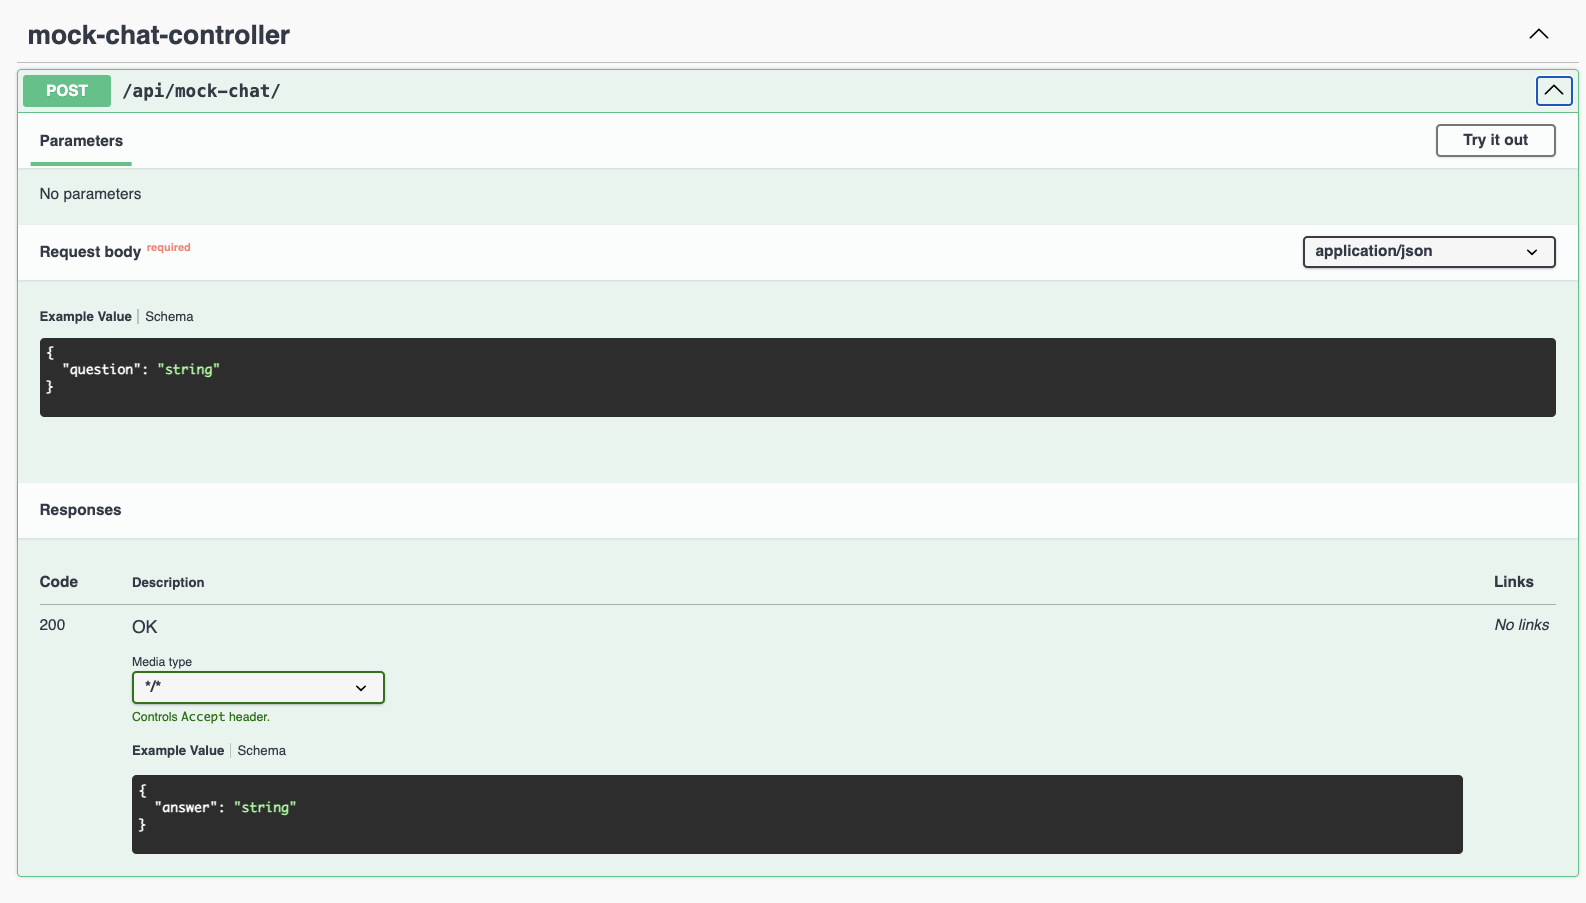 mock-chat-controller
POST /api/mock-chat/
Parameters
Try it out
No parameters
Request body required
application/json
Example Value Schema
{
"question": "string"
}
Responses
Code Description Links
200 OK No links
Media type
*/*
Controls Accept header.
Example Value Schema
{
"answer": "string"
}